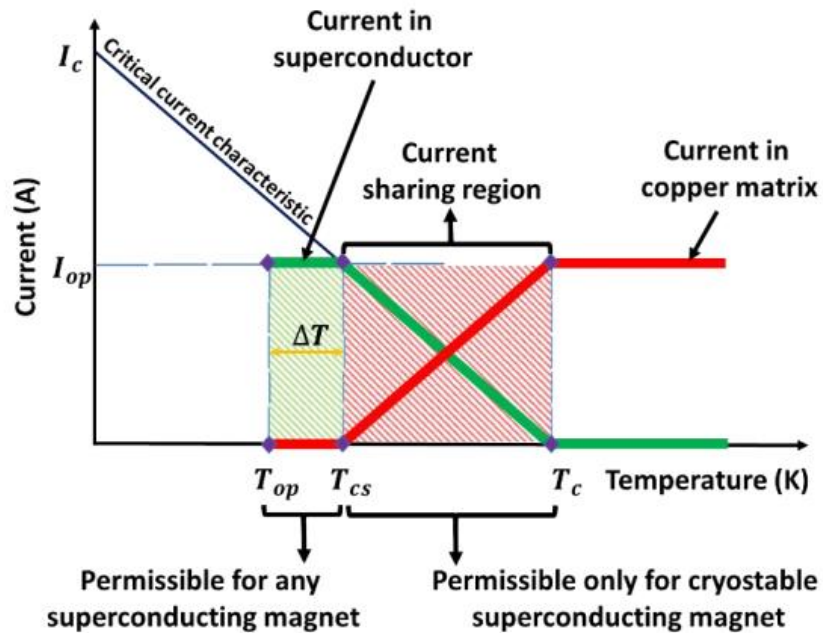 Current in
superconductor
I_c
Critical current characteristic
Current
sharing region
Current in
copper matrix
Current (A)
I_op
ΔT
T_op
T_cs
T_c
Temperature (K)
Permissible for any
superconducting magnet
Permissible only for cryostable
superconducting magnet